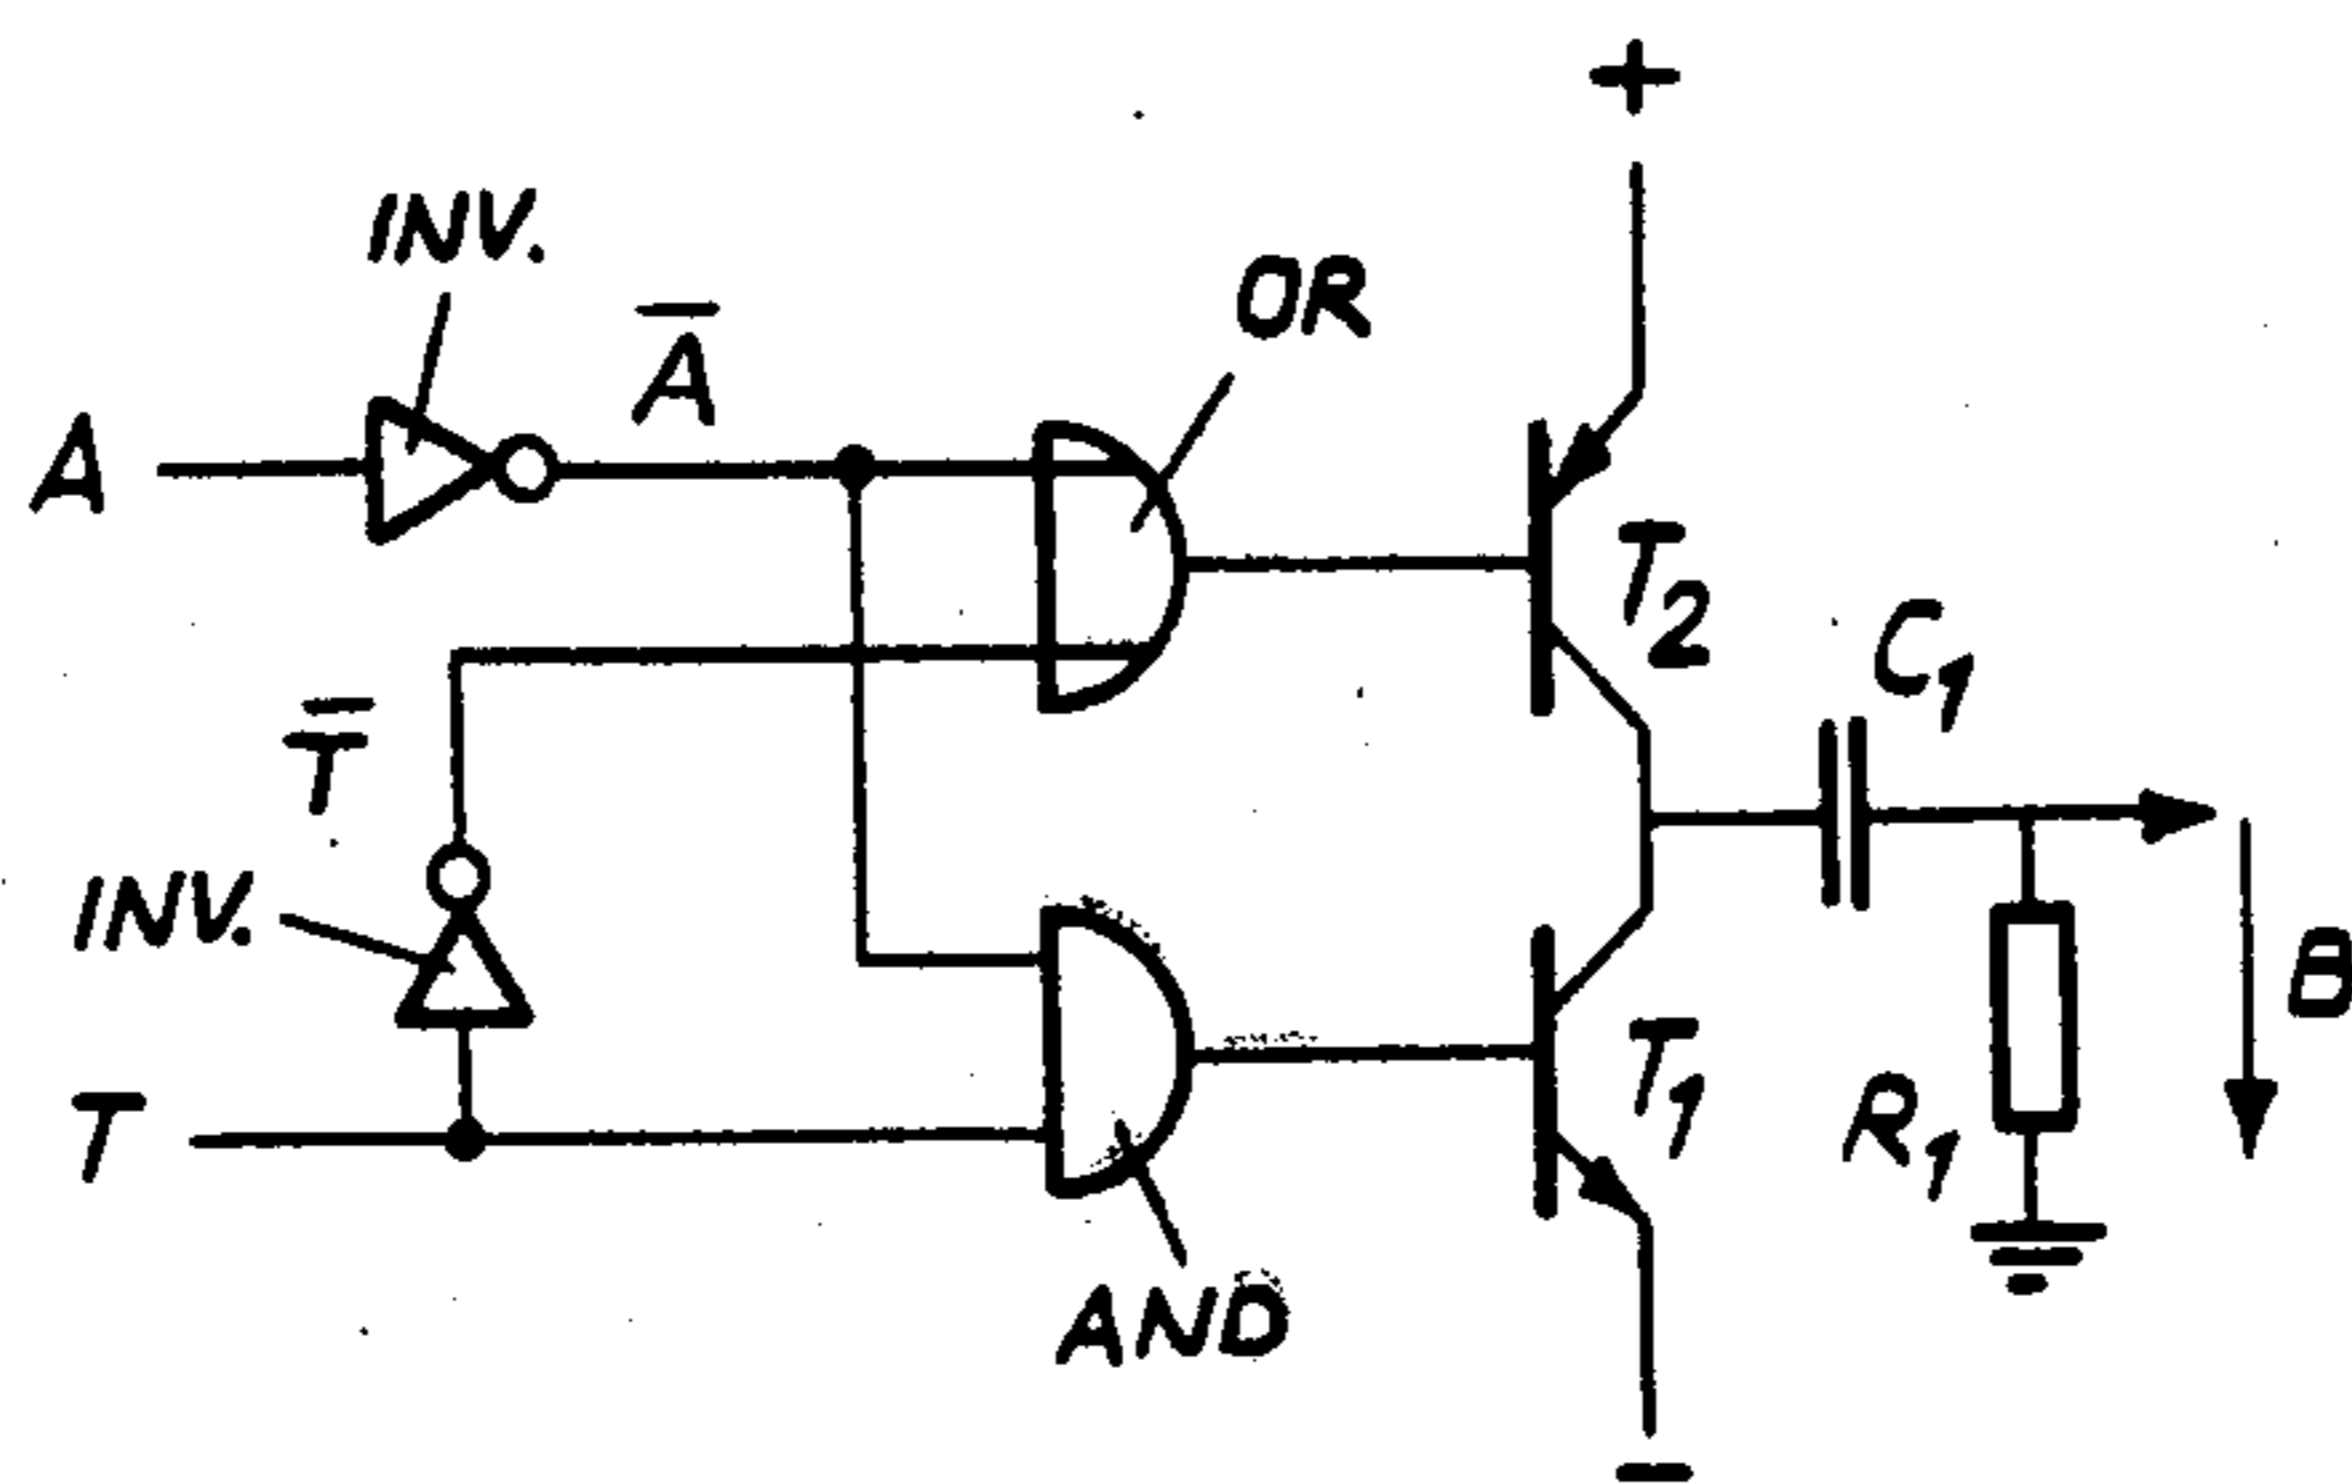 +
INV.
OR
A̅
A
T₂
C₁
T̅
INV.
B
T₁
R₁
T
AND
−